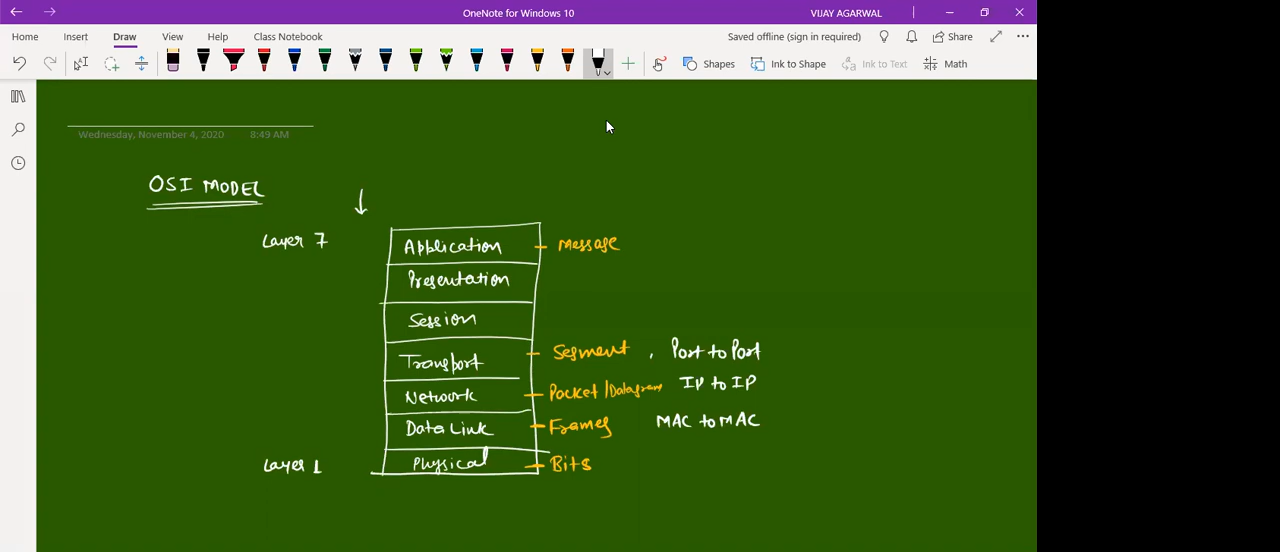 OneNote for Windows 10
VIJAY AGARWAL
Home Insert Draw View Help Class Notebook
Saved offline (sign in required) Share
Shapes Ink to Shape Ink to Text Math
Wednesday, November 4, 2020 8:49 AM
OSI MODEL
Layer 7 Application Message
Presentation
Session
Transport Segment , Port to Port
Network Packet / Datagram IP to IP
Data Link Frames MAC to MAC
Layer 1 Physical Bits